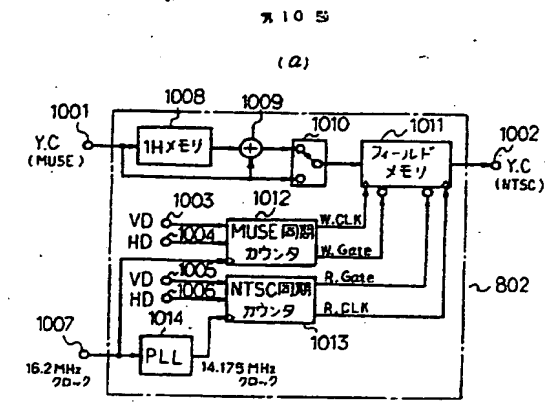 第10図
(a)
1001
1008
1009
1010
1011
1002
Y.C
(MUSE)
1Hメモリ
フィールド
メモリ
Y.C
(NTSC)
1003
1012
VD
1004
HD
MUSE同期
カウンタ
W.CLK
W.Gate
1005
VD
1006
HD
NTSC同期
カウンタ
R.Gate
R.CLK
802
1007
1014
1013
PLL
16.2MHz
クロック
14.175MHz
クロック